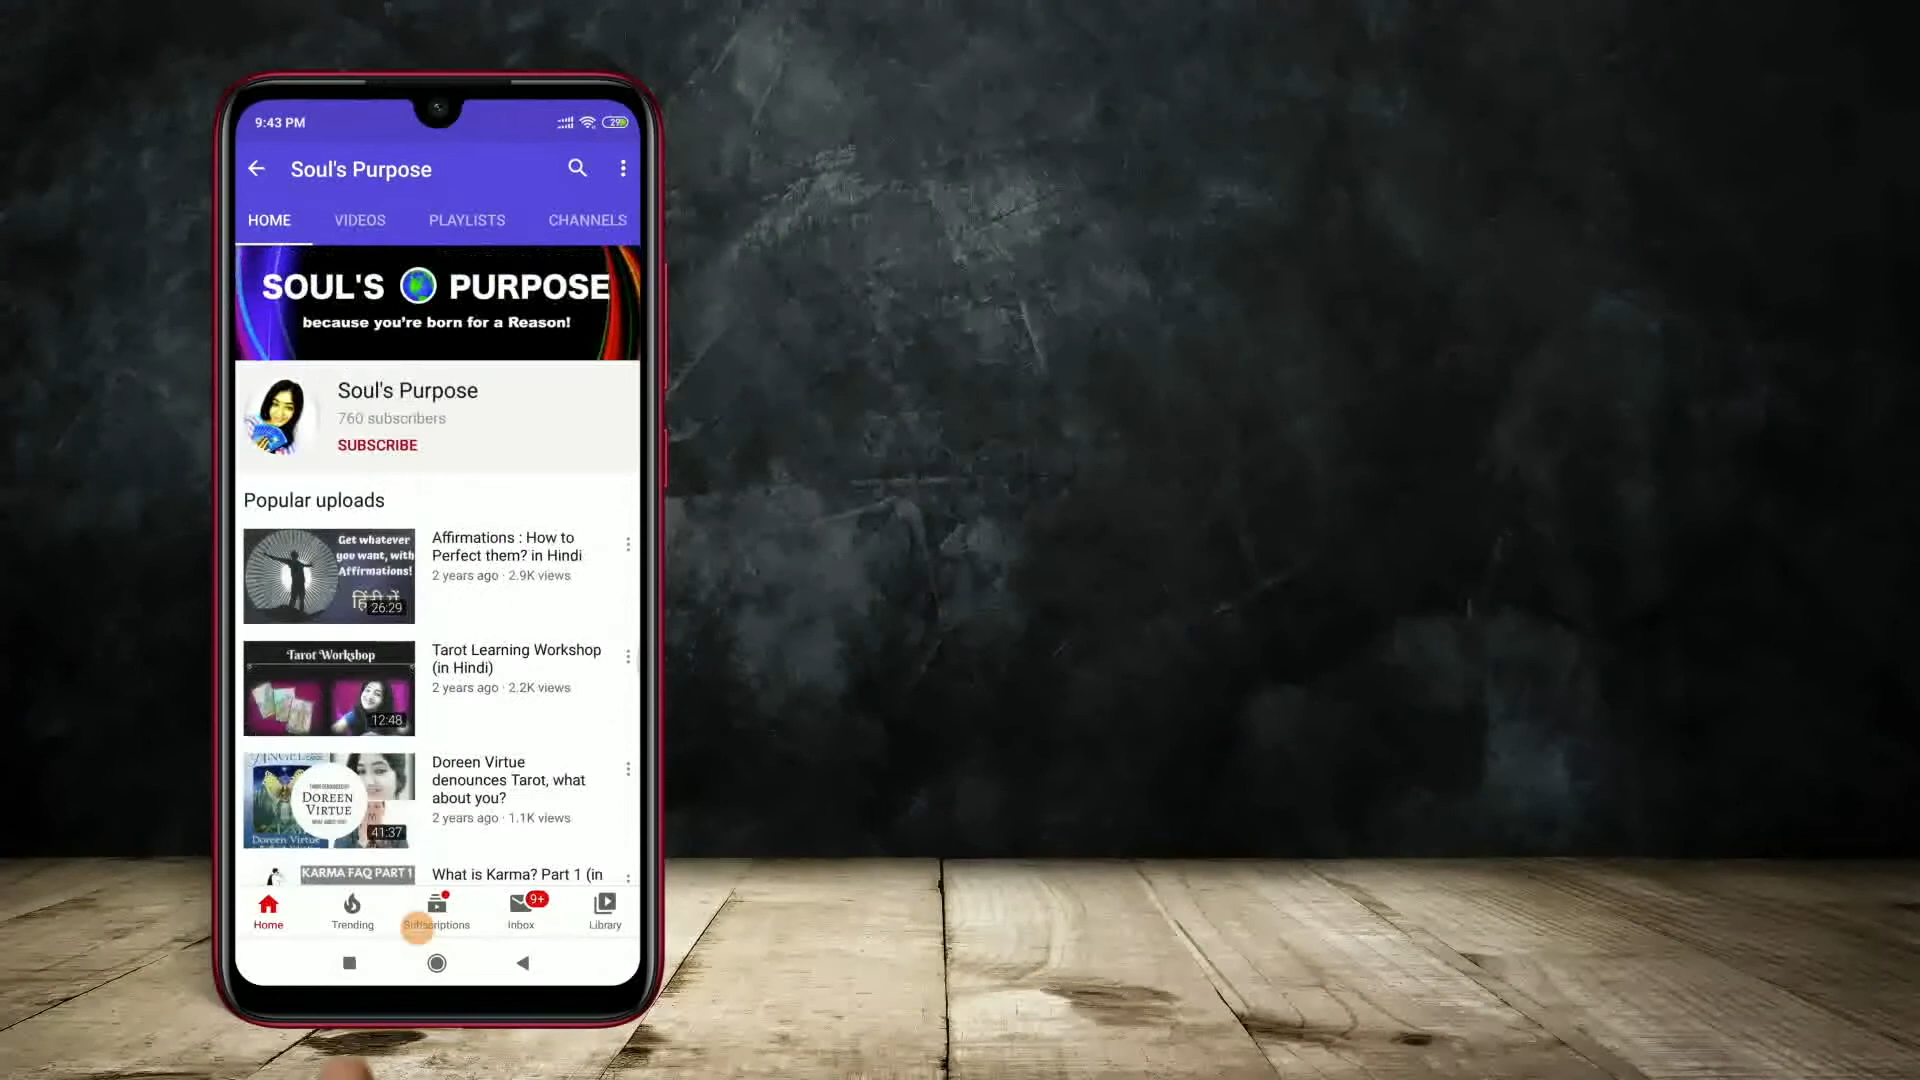 9:43 PM
29
Soul's Purpose
HOME VIDEOS PLAYLISTS CHANNELS
SOUL'S PURPOSE
because you're born for a Reason!
Soul's Purpose
760 subscribers
SUBSCRIBE
Popular uploads
Get whatever
you want, with
Affirmations!
हिंदी में
26:29
Affirmations : How to
Perfect them? in Hindi
2 years ago · 2.9K views
Tarot Workshop
12:48
Tarot Learning Workshop
(in Hindi)
2 years ago · 2.2K views
DOREEN
VIRTUE
Doreen Virtue
41:37
Doreen Virtue
denounces Tarot, what
about you?
2 years ago · 1.1K views
KARMA FAQ PART 1
What is Karma? Part 1 (in
9+
Home Trending Subscriptions Inbox Library